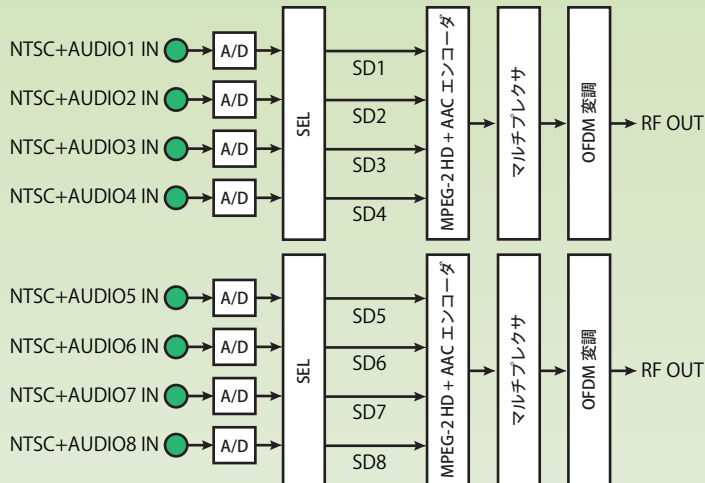 NTSC+AUDIO1 IN
A/D
NTSC+AUDIO2 IN
A/D
NTSC+AUDIO3 IN
A/D
NTSC+AUDIO4 IN
A/D
SEL
SD1
SD2
SD3
SD4
MPEG-2 HD + AAC エンコーダ
マルチプレクサ
OFDM 変調
RF OUT
NTSC+AUDIO5 IN
A/D
NTSC+AUDIO6 IN
A/D
NTSC+AUDIO7 IN
A/D
NTSC+AUDIO8 IN
A/D
SEL
SD5
SD6
SD7
SD8
MPEG-2 HD + AAC エンコーダ
マルチプレクサ
OFDM 変調
RF OUT